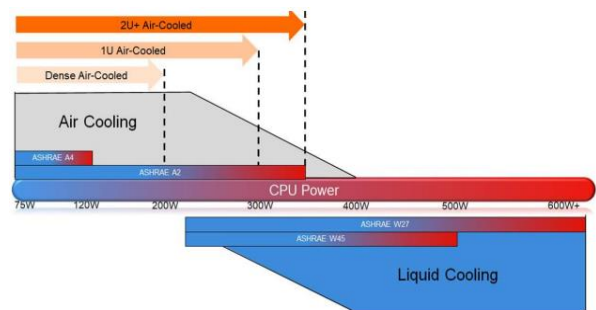 2U+ Air-Cooled
1U Air-Cooled
Dense Air-Cooled
Air Cooling
ASHRAE A4
ASHRAE A2
CPU Power
75W 120W 200W 300W 400W 500W 600W+
ASHRAE W27
ASHRAE W45
Liquid Cooling